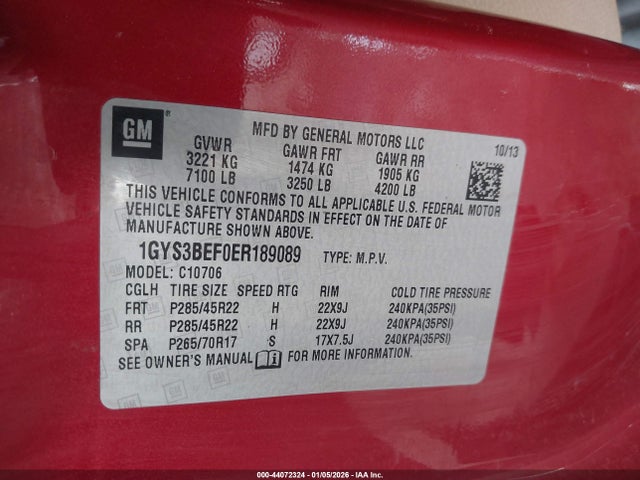 GM ®
MFD BY GENERAL MOTORS LLC 10/13
GVWR GAWR FRT GAWR RR
3221 KG 1474 KG 1905 KG
7100 LB 3250 LB 4200 LB
THIS VEHICLE CONFORMS TO ALL APPLICABLE U.S. FEDERAL MOTOR
VEHICLE SAFETY STANDARDS IN EFFECT ON THE DATE OF
MANUFACTURE SHOWN ABOVE.
1GYS3BEF0ER189089 TYPE: M.P.V.
MODEL: C10706
CGLH TIRE SIZE SPEED RTG RIM COLD TIRE PRESSURE
FRT P285/45R22 H 22X9J 240KPA(35PSI)
RR P285/45R22 H 22X9J 240KPA(35PSI)
SPA P265/70R17 S 17X7.5J 240KPA(35PSI)
SEE OWNER'S MANUAL i FOR MORE INFORMATION.
000-44072324 | 01/05/2026 - IAA Inc.